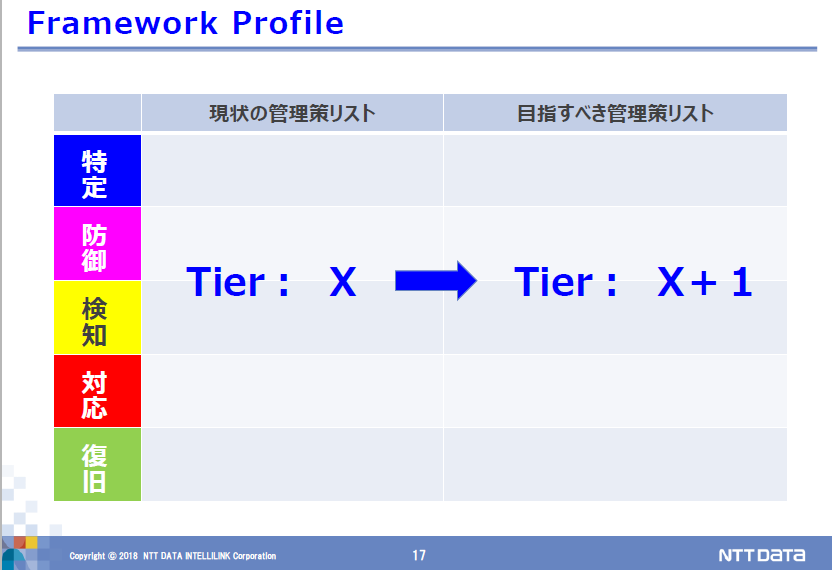 Framework Profile
現状の管理策リスト 目指すべき管理策リスト
特定
防御
Tier： X Tier： X＋1
検知
対応
復旧
Copyright © 2018 NTT DATA INTELLILINK Corporation 17 NTT DATA